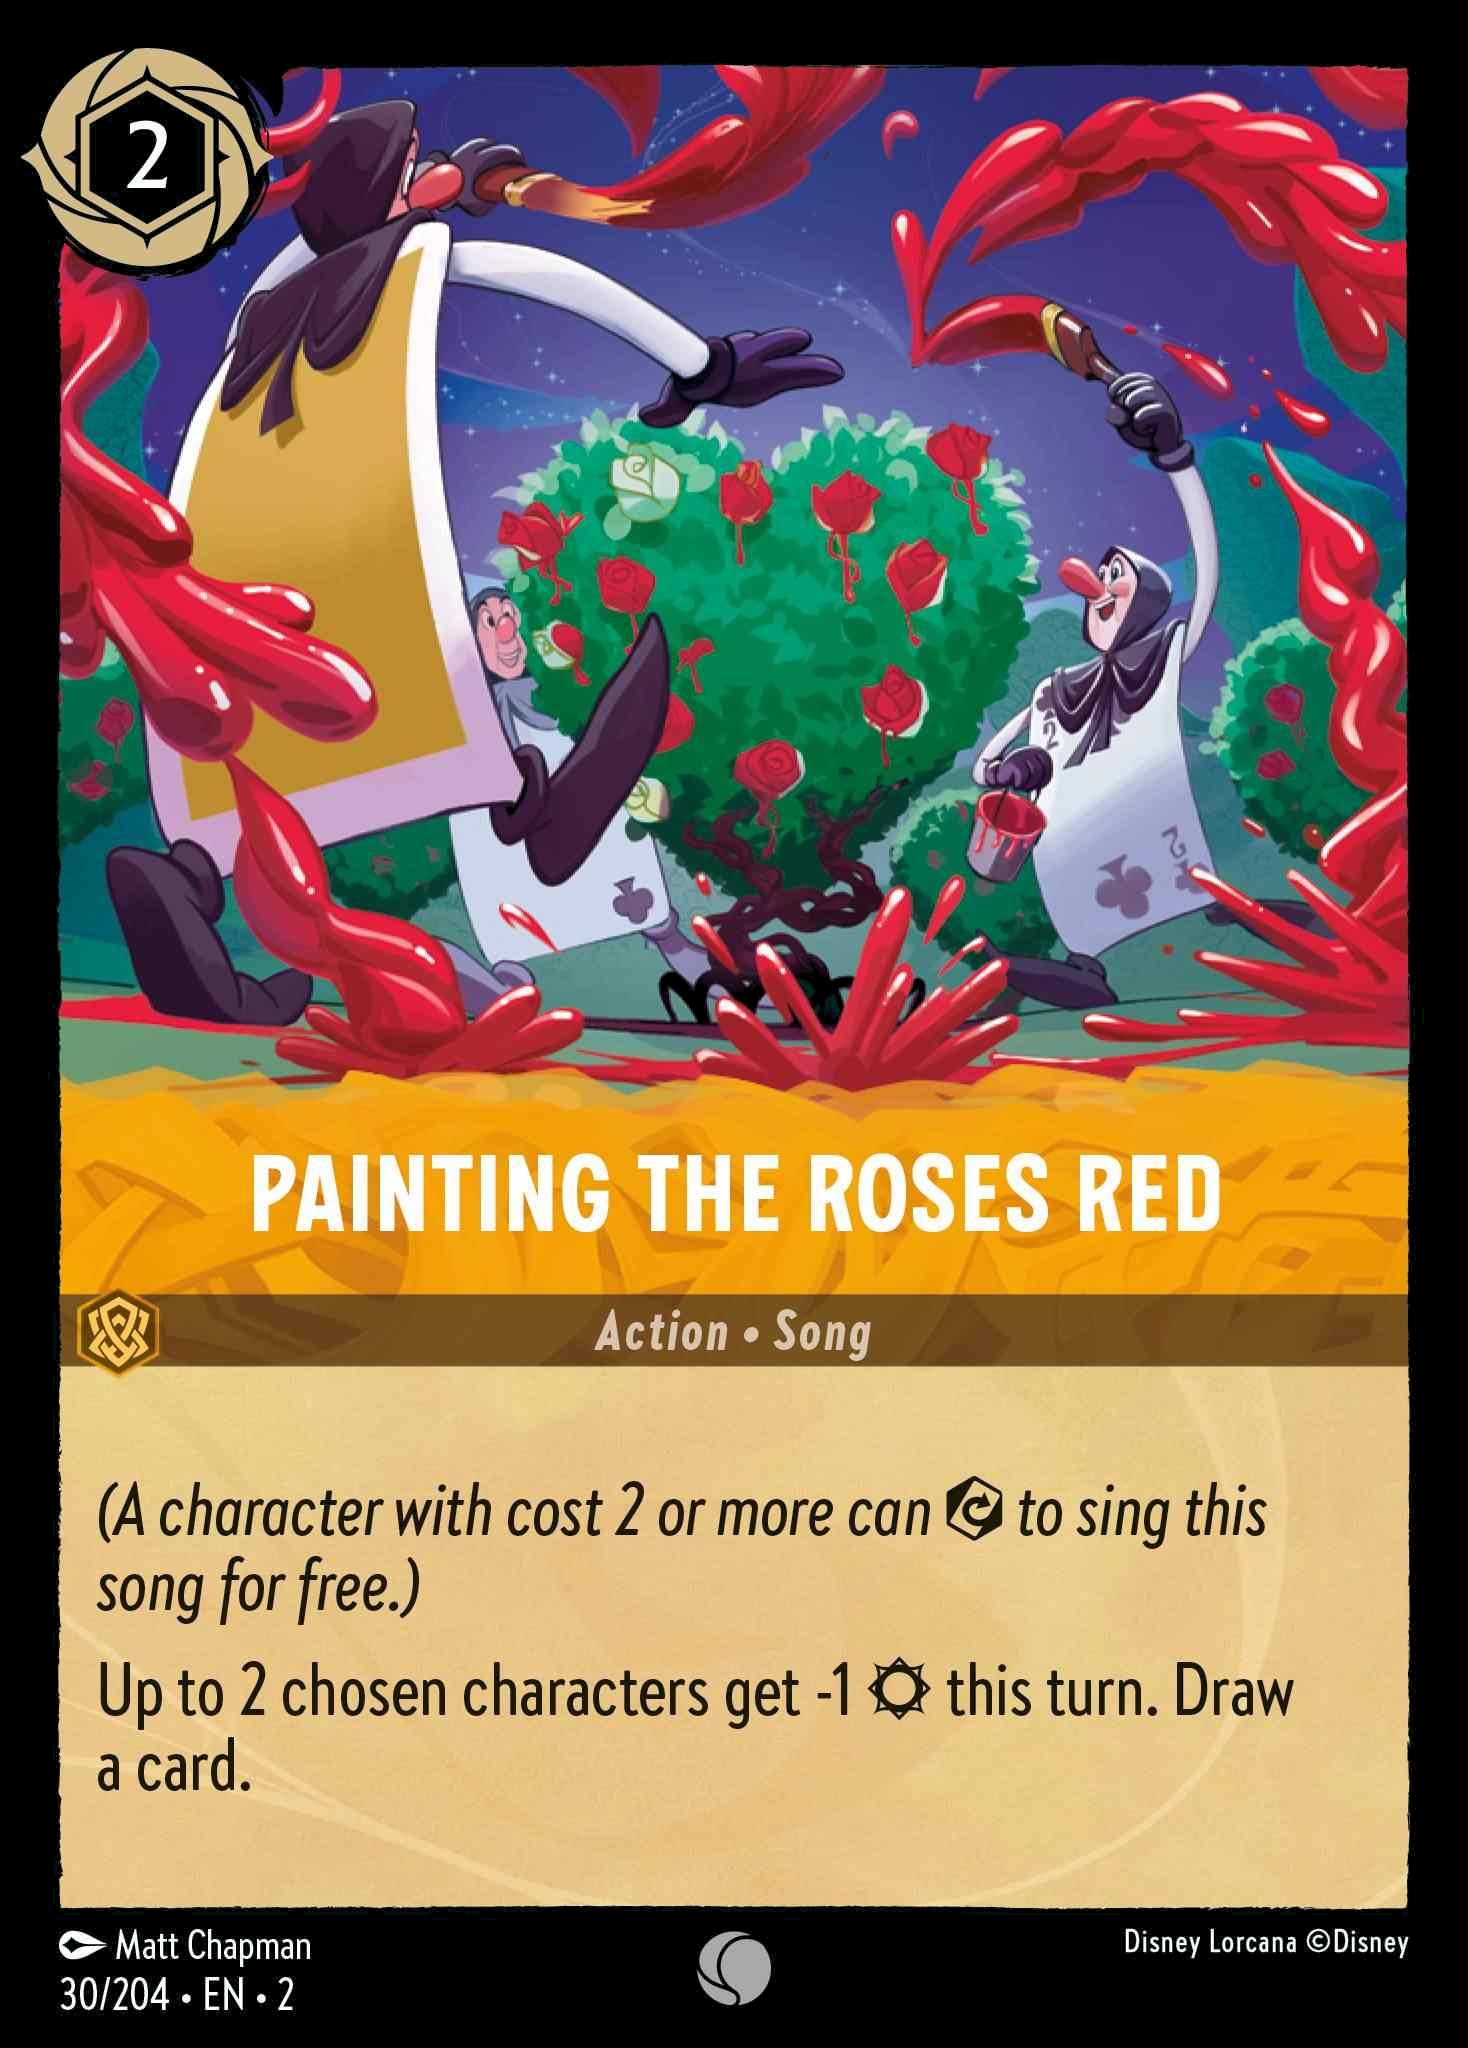 2
2
2
PAINTING THE ROSES RED
Action • Song
(A character with cost 2 or more can to sing this
song for free.)
Up to 2 chosen characters get -1 this turn. Draw
a card.
Matt Chapman
Disney Lorcana ©Disney
30/204 • EN • 2